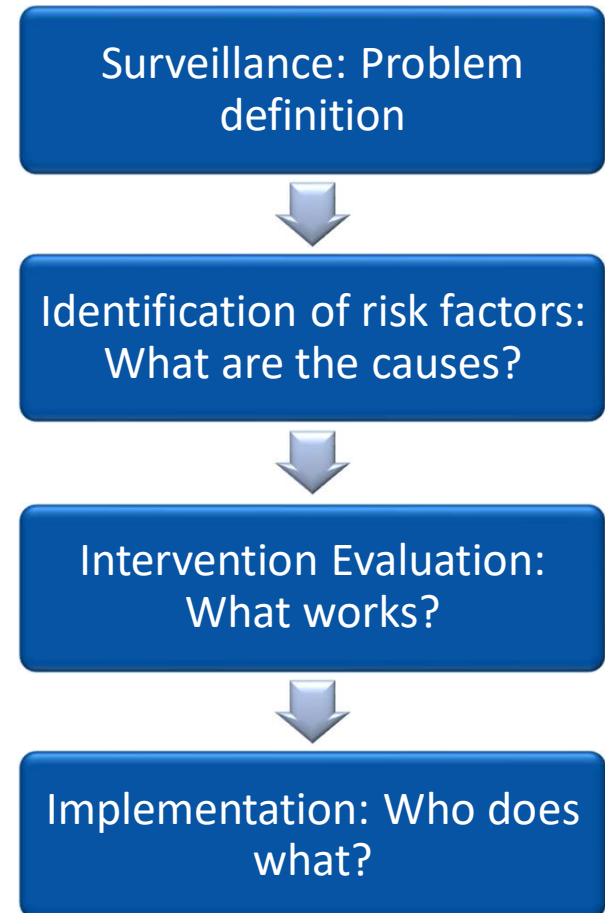 Surveillance: Problem
definition
Identification of risk factors:
What are the causes?
Intervention Evaluation:
What works?
Implementation: Who does
what?